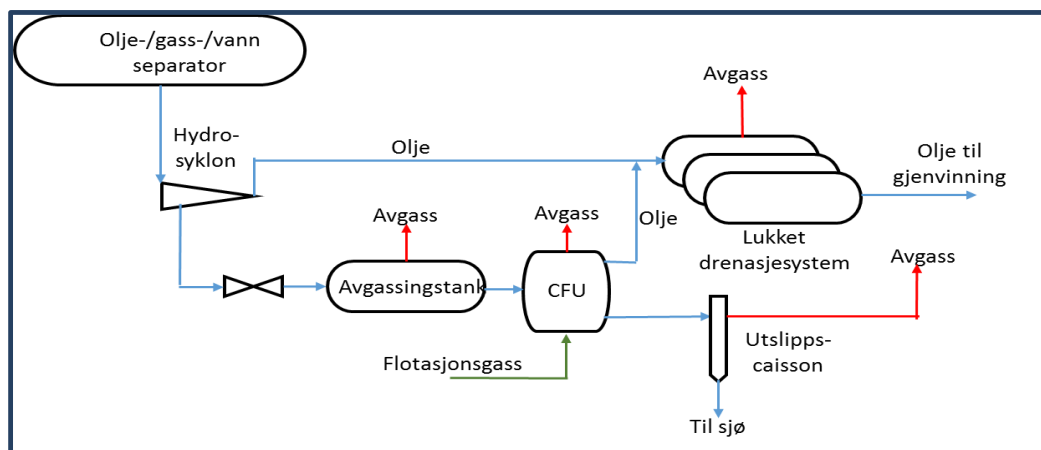 Olje-/gass-/vann
separator
Hydro-
syklon
Olje
Avgass
Olje til
gjenvinning
Avgass
Avgass
Olje
Lukket
drenasjesystem
Avgass
Avgassingstank
CFU
Utslipps-
caisson
Flotasjonsgass
Til sjø